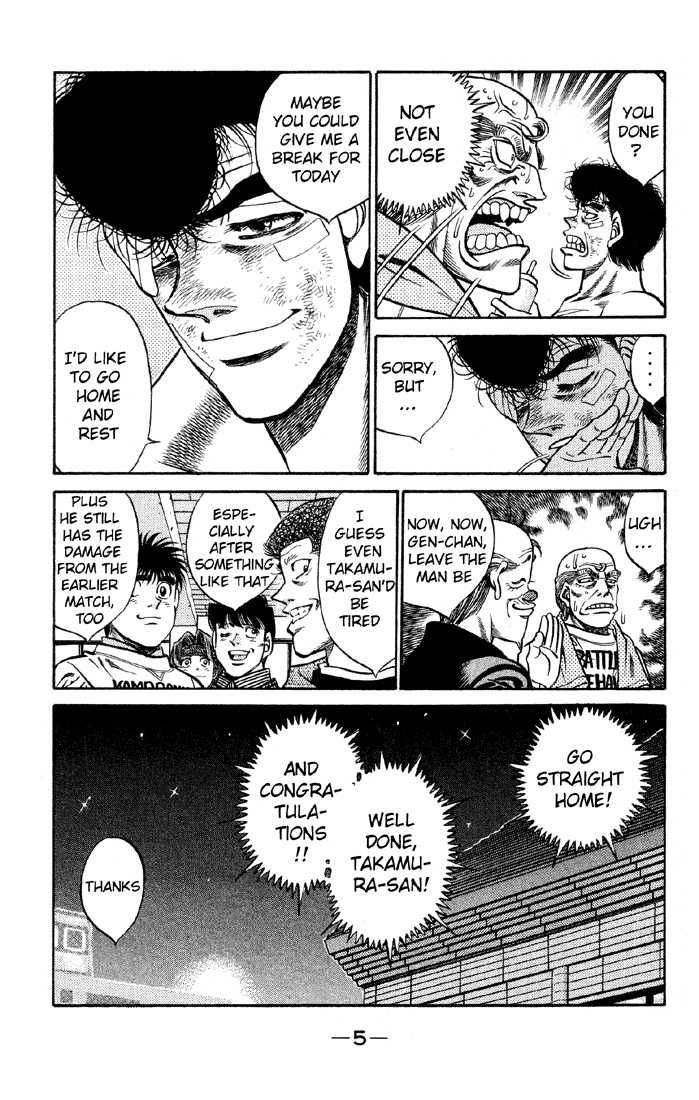 YOU
DONE
?
NOT
EVEN
CLOSE
MAYBE
YOU COULD
GIVE ME A
BREAK FOR
TODAY
I'D LIKE
TO GO
HOME
AND
REST
...
SORRY,
BUT
...
UGH
...
NOW, NOW,
GEN-CHAN,
LEAVE THE
MAN BE
BATTL
EHA
I
GUESS
EVEN
TAKAMU-
RA-SAN'D
BE
TIRED
ESPE-
CIALLY
AFTER
SOMETHING
LIKE THAT
PLUS
HE STILL
HAS THE
DAMAGE
FROM THE
EARLIER
MATCH,
TOO
KAMOGAW
GO
STRAIGHT
HOME!
WELL
DONE,
TAKAMU-
RA-SAN!
AND
CONGRA-
TULA-
TIONS
!!
THANKS
—5—